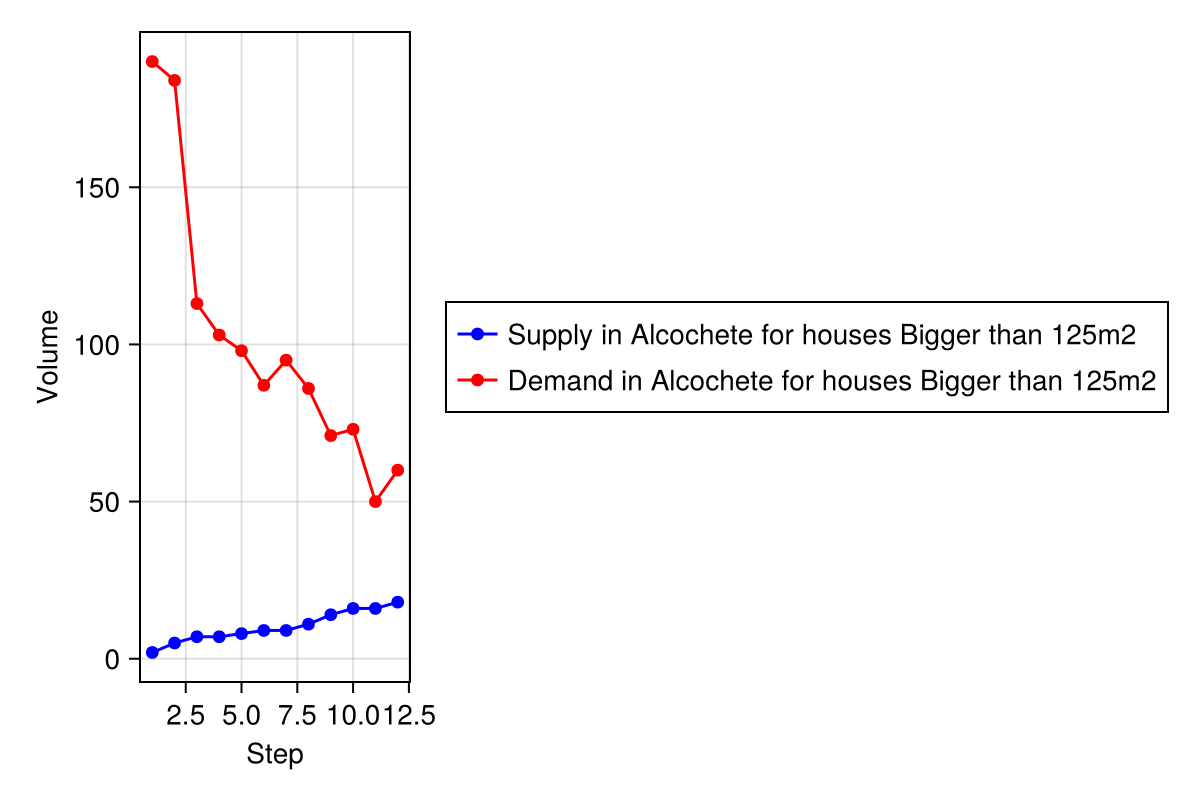 Volume
150
100
50
0
2.5 5.0 7.5 10.0 12.5
Step
Supply in Alcochete for houses Bigger than 125m2
Demand in Alcochete for houses Bigger than 125m2